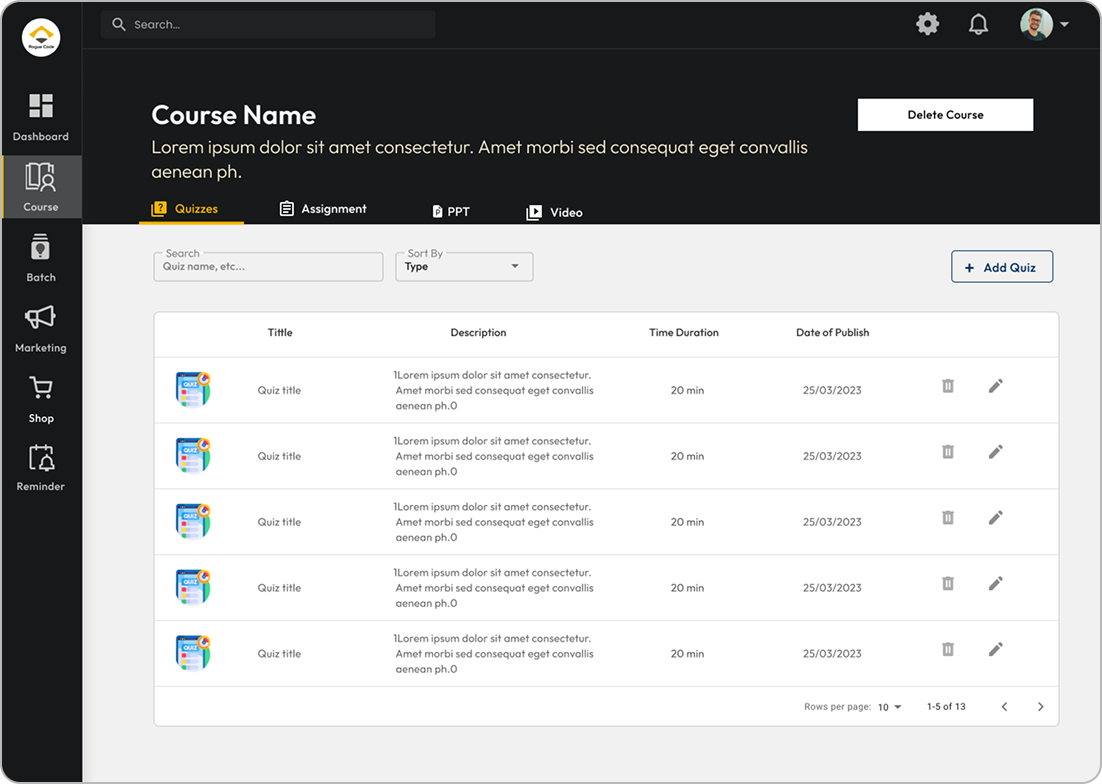 Rogue Code
Search...
Dashboard
Course
Batch
Marketing
Shop
Reminder
Course Name
Delete Course
Lorem ipsum dolor sit amet consectetur. Amet morbi sed consequat eget convallis
aenean ph.
Quizzes
Assignment
PPT
Video
Search
Quiz name, etc...
Sort By
Type
+ Add Quiz
Tittle Description Time Duration Date of Publish
QUIZ
Quiz title
1Lorem ipsum dolor sit amet consectetur.
Amet morbi sed consequat eget convallis
aenean ph.0
20 min
25/03/2023
QUIZ
Quiz title
1Lorem ipsum dolor sit amet consectetur.
Amet morbi sed consequat eget convallis
aenean ph.0
20 min
25/03/2023
QUIZ
Quiz title
1Lorem ipsum dolor sit amet consectetur.
Amet morbi sed consequat eget convallis
aenean ph.0
20 min
25/03/2023
QUIZ
Quiz title
1Lorem ipsum dolor sit amet consectetur.
Amet morbi sed consequat eget convallis
aenean ph.0
20 min
25/03/2023
QUIZ
Quiz title
1Lorem ipsum dolor sit amet consectetur.
Amet morbi sed consequat eget convallis
aenean ph.0
20 min
25/03/2023
Rows per page: 10 1-5 of 13